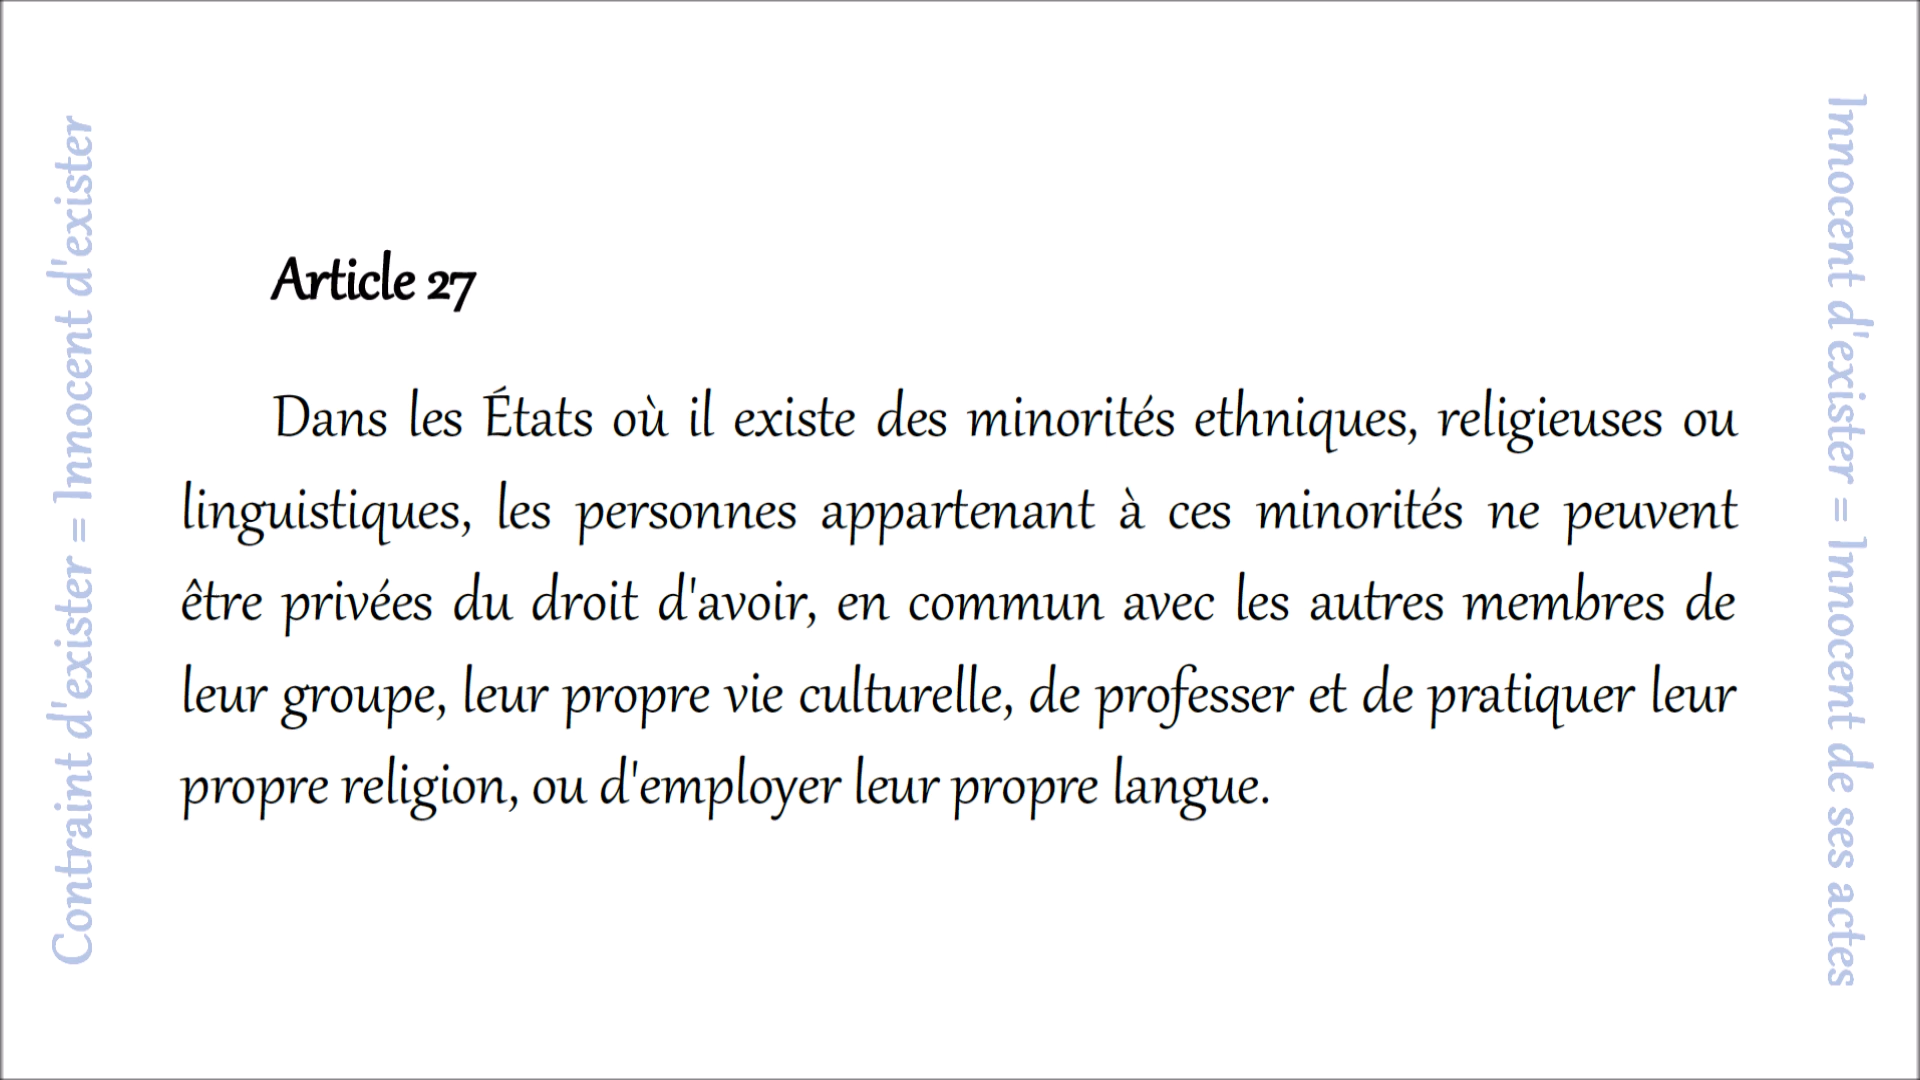 Contraint d'exister = Innocent d'exister
Article 27
Dans les États où il existe des minorités ethniques, religieuses ou
linguistiques, les personnes appartenant à ces minorités ne peuvent
être privées du droit d'avoir, en commun avec les autres membres de
leur groupe, leur propre vie culturelle, de professer et de pratiquer leur
propre religion, ou d'employer leur propre langue.
Innocent d'exister = Innocent de ses actes